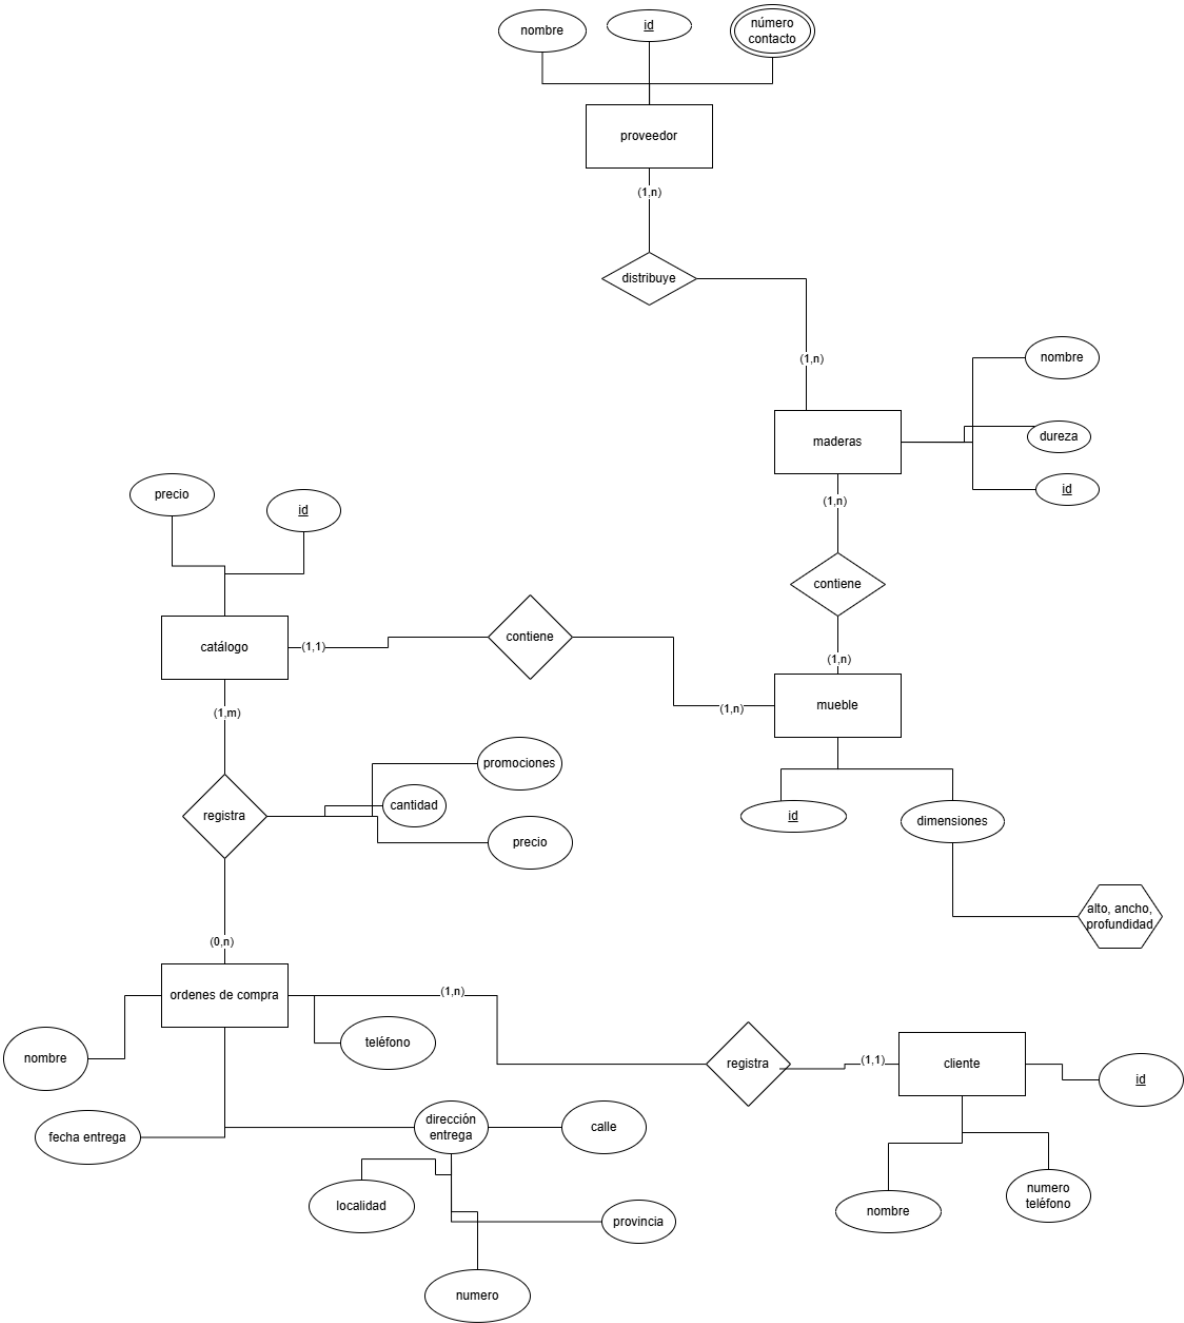 nombre
id
número
contacto
proveedor
(1,n)
distribuye
(1,n)
nombre
maderas
dureza
id
(1,n)
precio
id
contiene
catálogo
(1,1)
contiene
(1,n)
mueble
(1,n)
(1,m)
promociones
cantidad
registra
precio
id
dimensiones
alto, ancho,
profundidad
(0,n)
ordenes de compra
(1,n)
teléfono
nombre
registra
(1,1)
cliente
id
fecha entrega
dirección
entrega
calle
localidad
provincia
numero
nombre
numero
teléfono